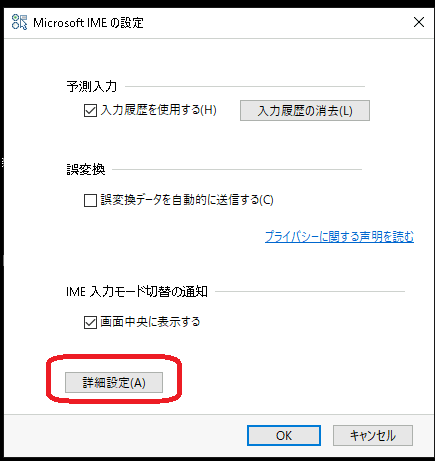 Microsoft IME の設定
予測入力
入力履歴を使用する(H)
入力履歴の消去(L)
誤変換
誤変換データを自動的に送信する(C)
プライバシーに関する声明を読む
IME 入力モード切替の通知
画面中央に表示する
詳細設定(A)
OK
キャンセル